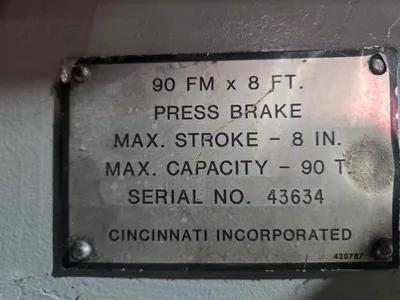 90 FM x 8 FT.
PRESS BRAKE
MAX. STROKE - 8 IN.
MAX. CAPACITY - 90 T.
SERIAL NO. 43634
CINCINNATI INCORPORATED
420787